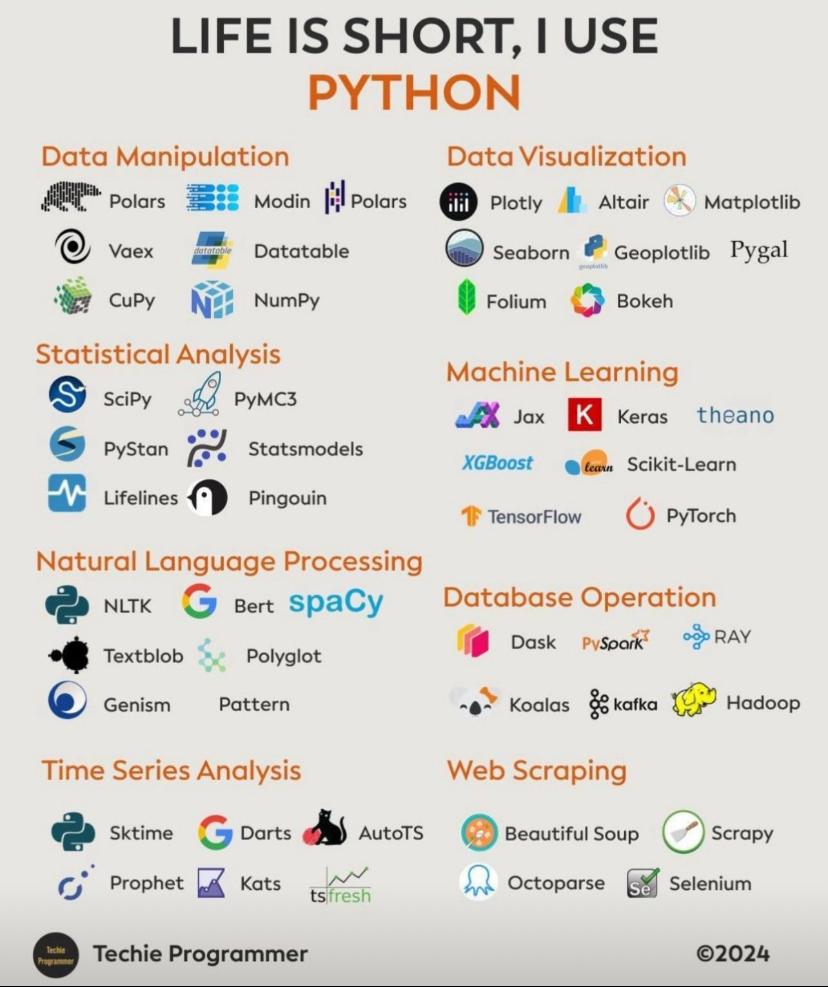 LIFE IS SHORT, I USE
PYTHON
Data Manipulation
Polars Modin Polars
Vaex datatable Datatable
CuPy NumPy
Statistical Analysis
SciPy PyMC3
PyStan Statsmodels
Lifelines Pingouin
Natural Language Processing
NLTK Bert spaCy
Textblob Polyglot
Genism Pattern
Time Series Analysis
Sktime Darts AutoTS
Prophet Kats tsfresh
Data Visualization
Plotly Altair Matplotlib
Seaborn geoplotlib Geoplotlib Pygal
Folium Bokeh
Machine Learning
JAX Jax K Keras theano
XGBoost learn Scikit-Learn
TensorFlow PyTorch
Database Operation
Dask PySpark RAY
Koalas kafka Hadoop
Web Scraping
Beautiful Soup Scrapy
Octoparse Se Selenium
Techie
Programmer
Techie Programmer ©2024